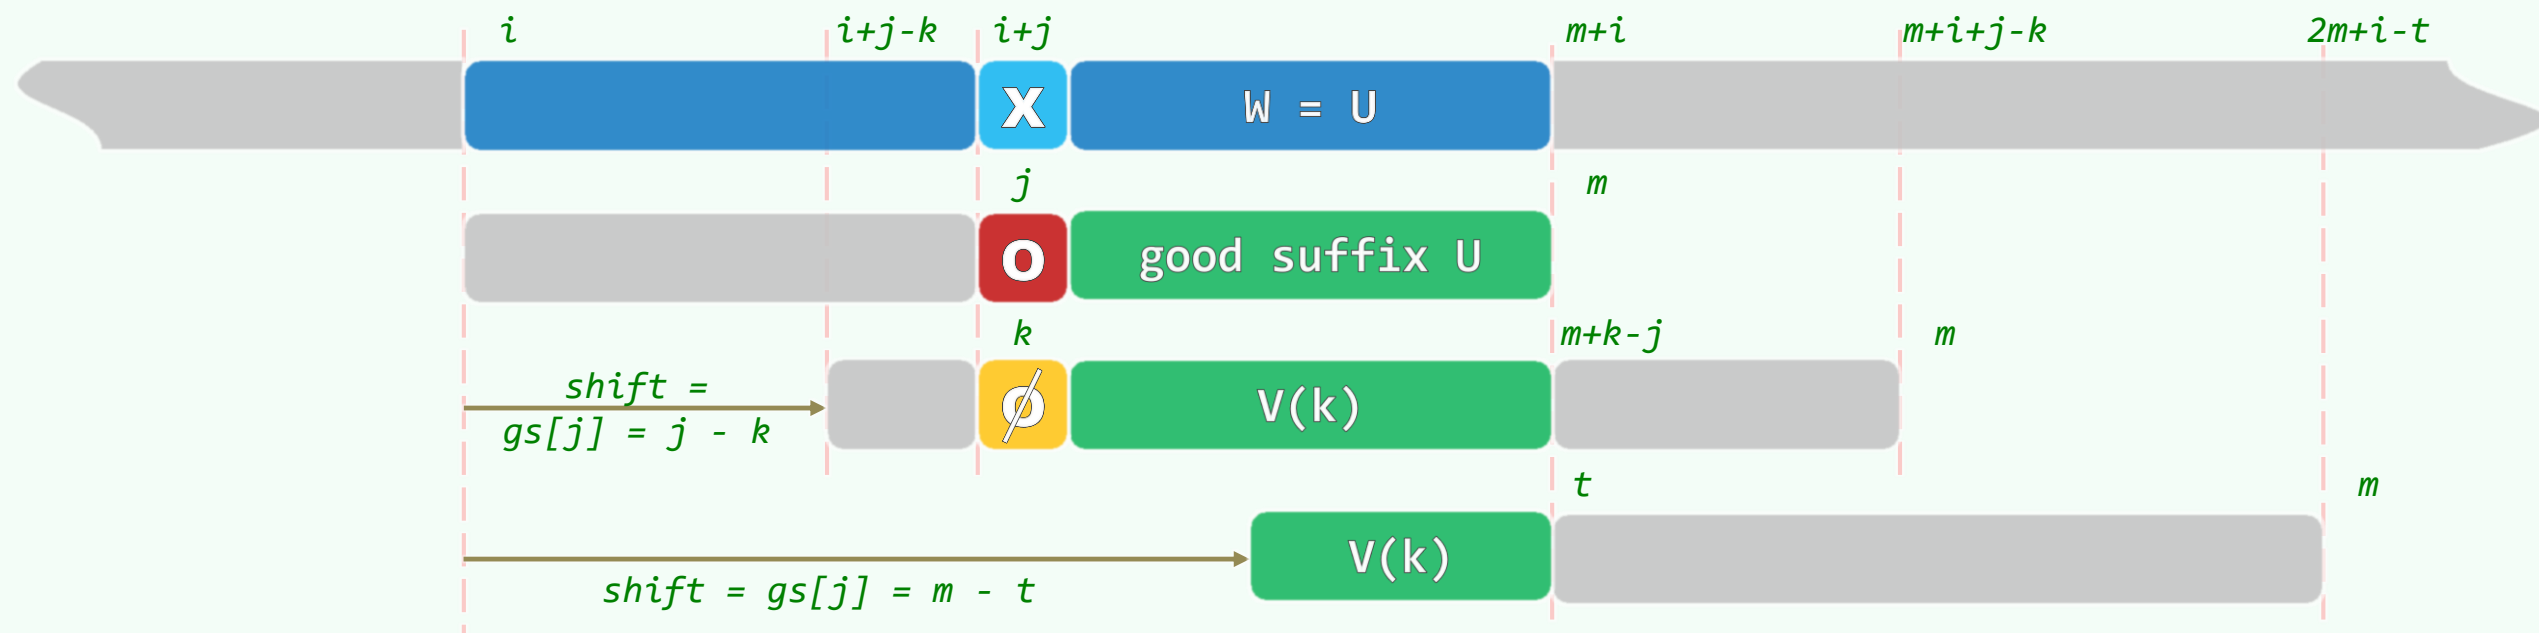 i i+j-k i+j m+i m+i+j-k 2m+i-t
X W = U
j m
O good suffix U
k m+k-j m
shift =
Ø V(k)
gs[j] = j - k
t m
V(k)
shift = gs[j] = m - t